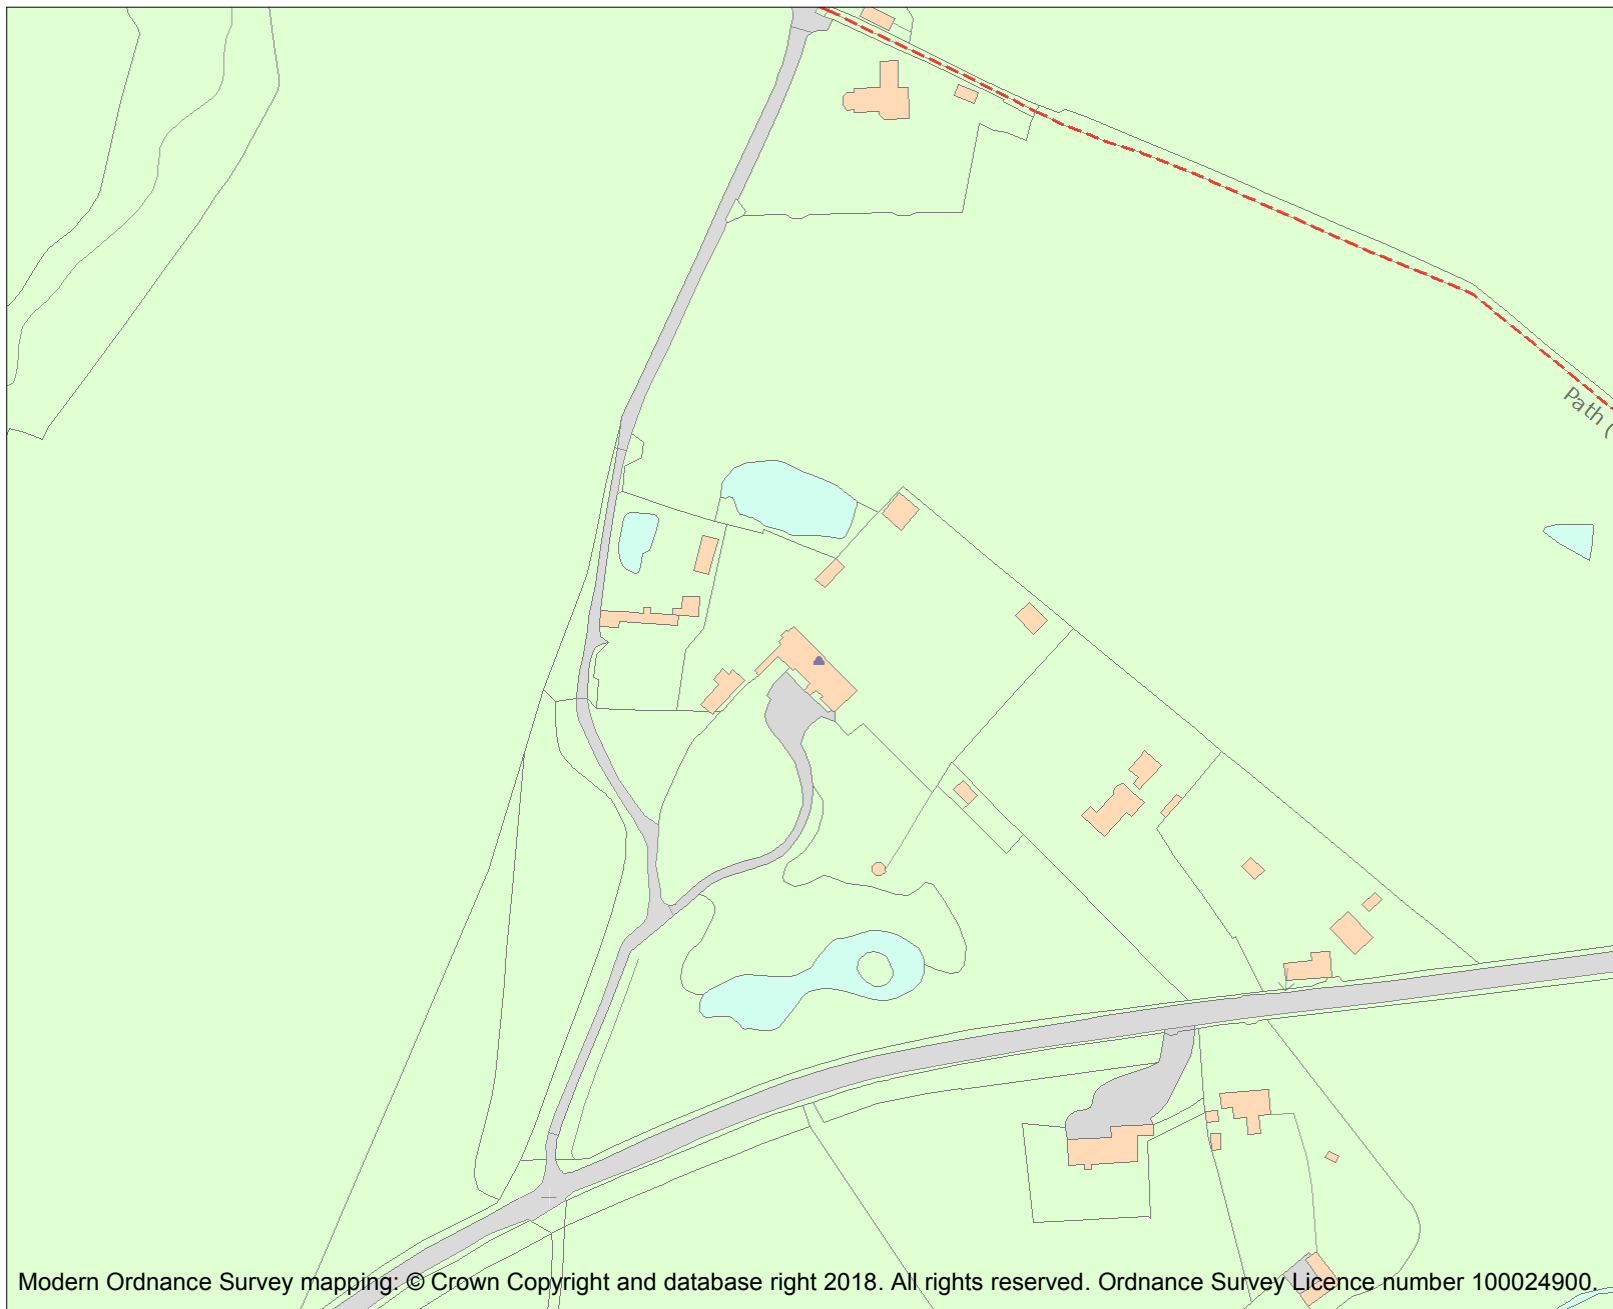 Path (
Modern Ordnance Survey mapping: © Crown Copyright and database right 2018. All rights reserved. Ordnance Survey Licence number 100024900.